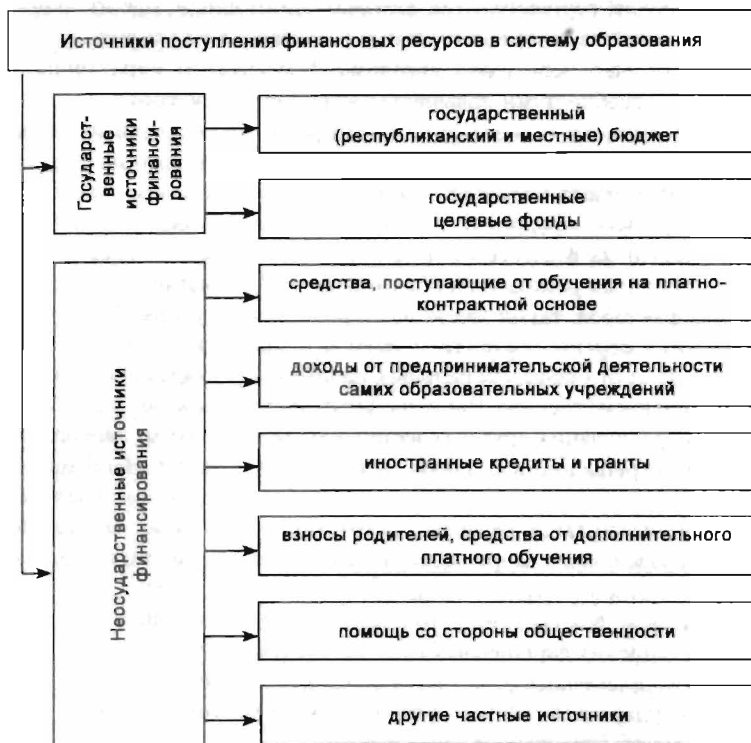 Источники поступления финансовых ресурсов в систему образования
Государст-
венные
источники
финанси-
рования
государственный
(республиканский и местные) бюджет
государственные
целевые фонды
Неосударственные источники
финансирования
средства, поступающие от обучения на платно-
контрактной основе
доходы от предпринимательской деятельности
самих образовательных учреждений
иностранные кредиты и гранты
взносы родителей, средства от дополнительного
платного обучения
помощь со стороны общественности
другие частные источники